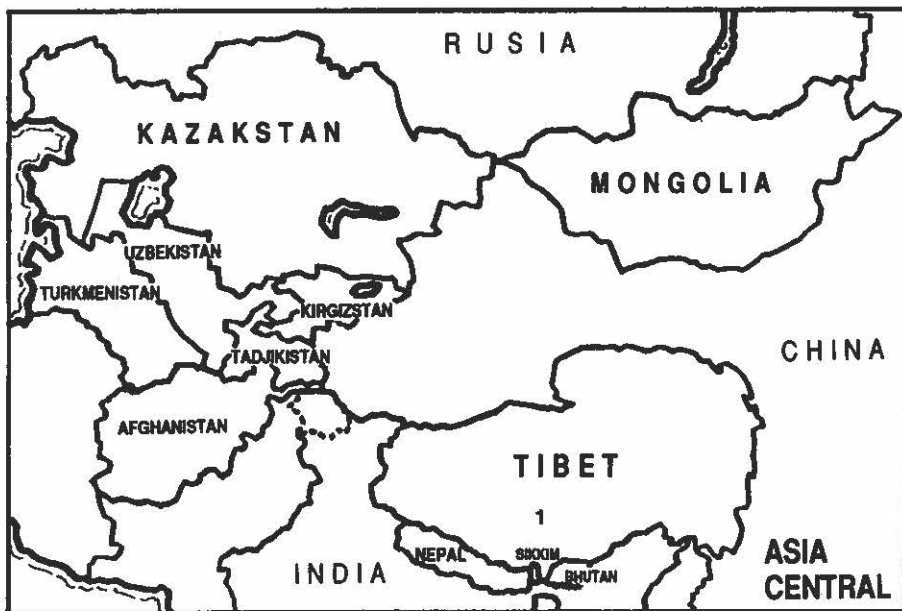 RUSIA
KAZAKSTAN
MONGOLIA
UZBEKISTAN
TURKMENISTAN
KIRGIZSTAN
TADJIKISTAN
CHINA
AFGHANISTAN
TIBET
1
NEPAL
SIKKIM
BHUTAN
INDIA
ASIA
CENTRAL